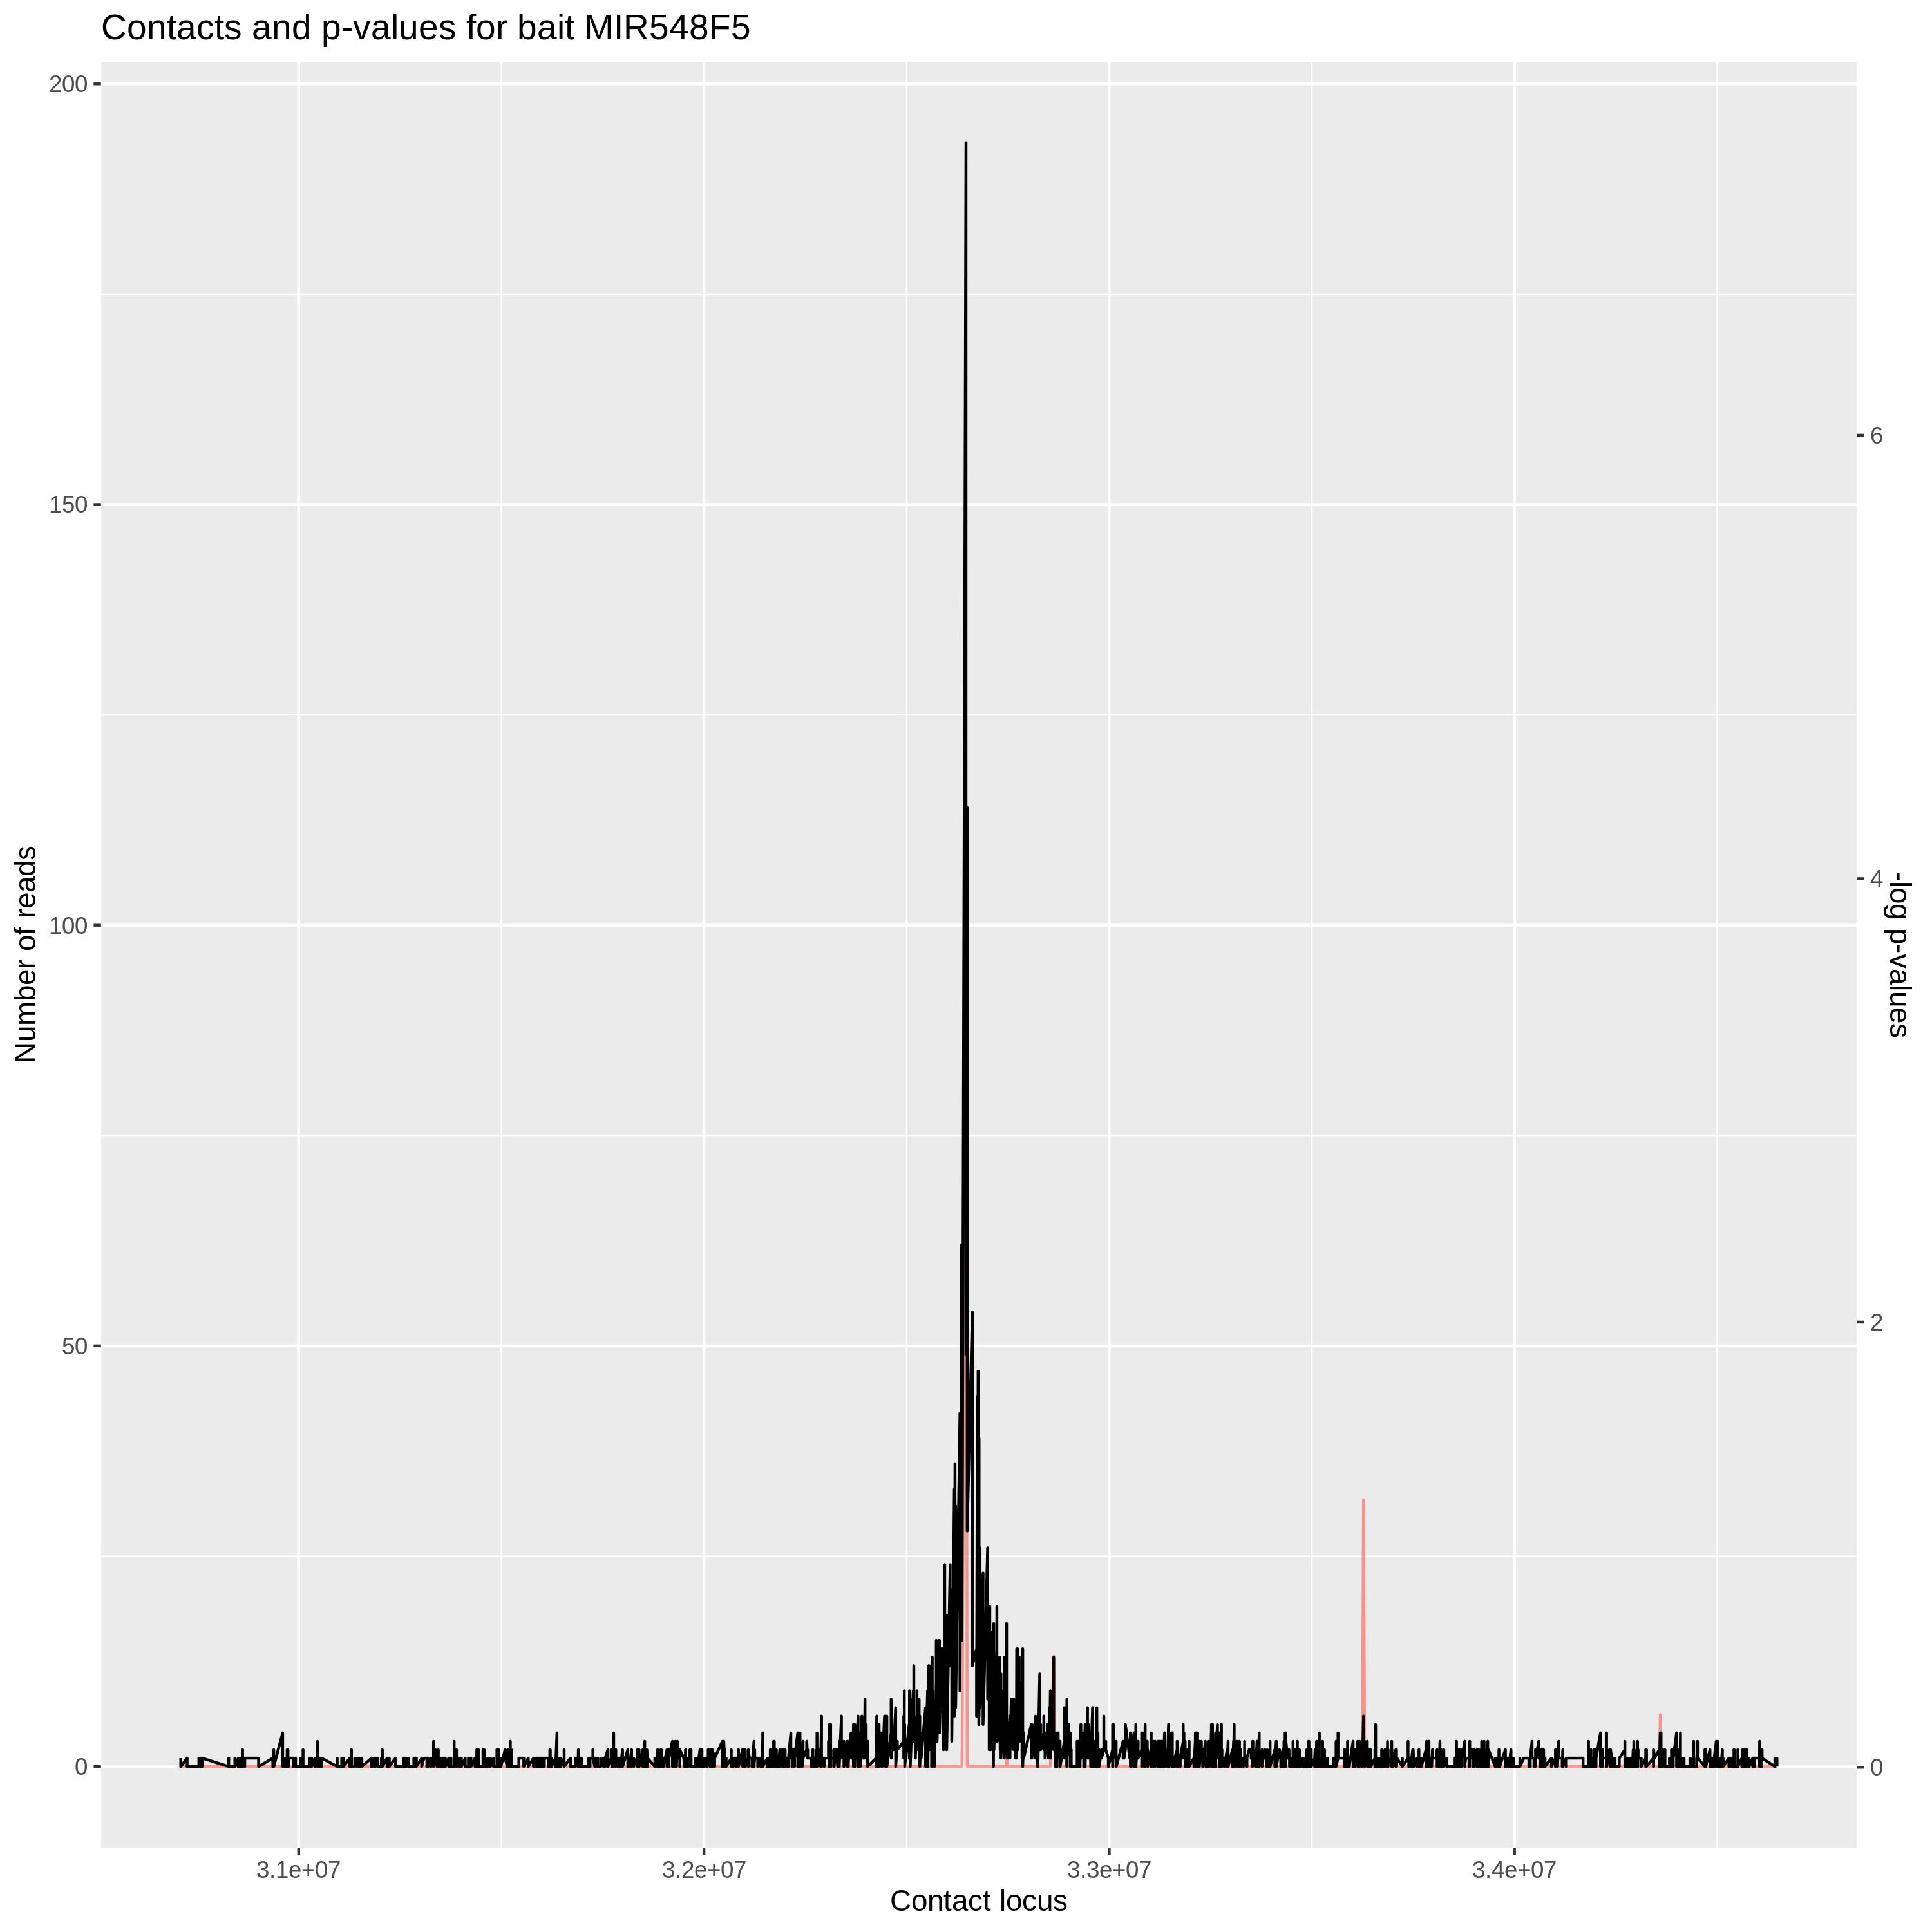 Contacts and p-values for bait MIR548F5
200
150
100
50
0
Number of reads
6
4
2
0
-log p-values
3.1e+07
3.2e+07
3.3e+07
3.4e+07
Contact locus